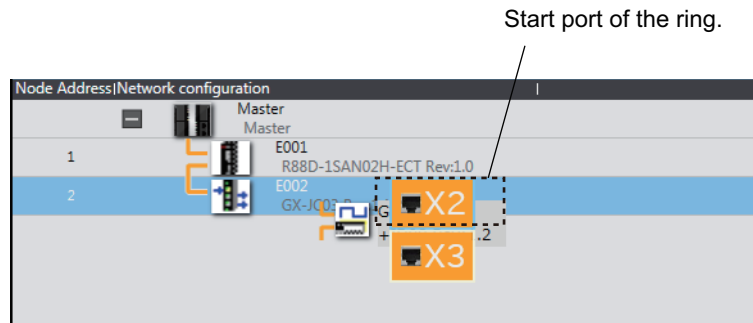 Start port of the ring.
Node Address|Network configuration
Master
Master
1
E001
R88D-1SAN02H-ECT Rev:1.0
2
E002
GX-JC03
G
X2
+
.2
X3